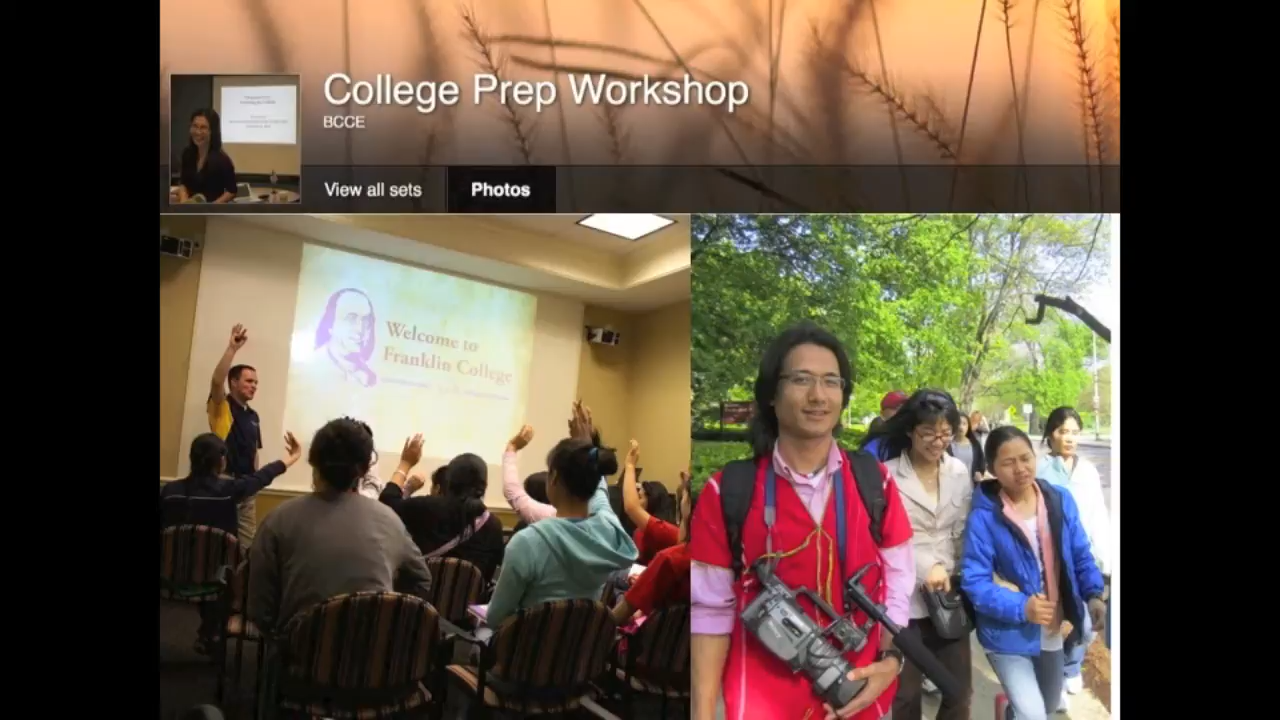 College Prep Workshop
BCCE
View all sets
Photos
Welcome to
Franklin College